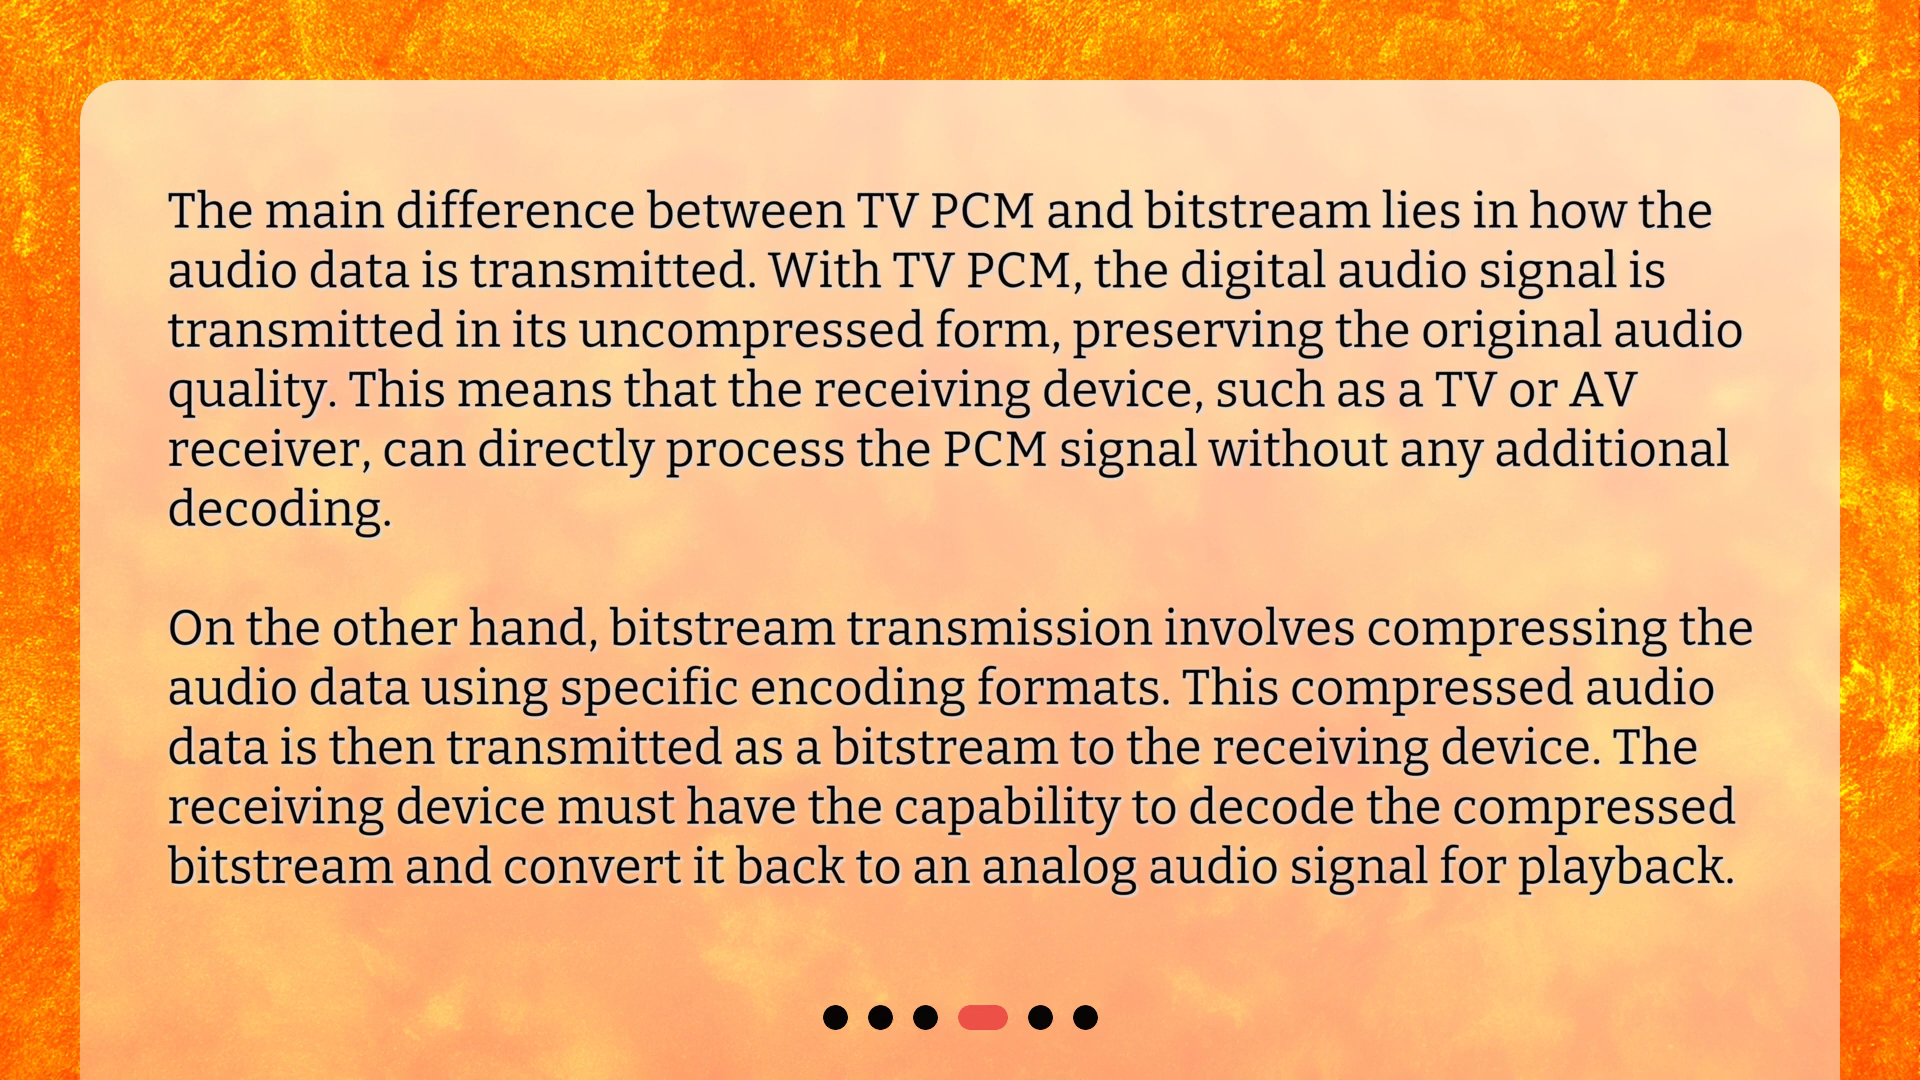 The main difference between TV PCM and bitstream lies in how the
audio data is transmitted. With TV PCM, the digital audio signal is
transmitted in its uncompressed form, preserving the original audio
quality. This means that the receiving device, such as a TV or AV
receiver, can directly process the PCM signal without any additional
decoding.
On the other hand, bitstream transmission involves compressing the
audio data using specific encoding formats. This compressed audio
data is then transmitted as a bitstream to the receiving device. The
receiving device must have the capability to decode the compressed
bitstream and convert it back to an analog audio signal for playback.